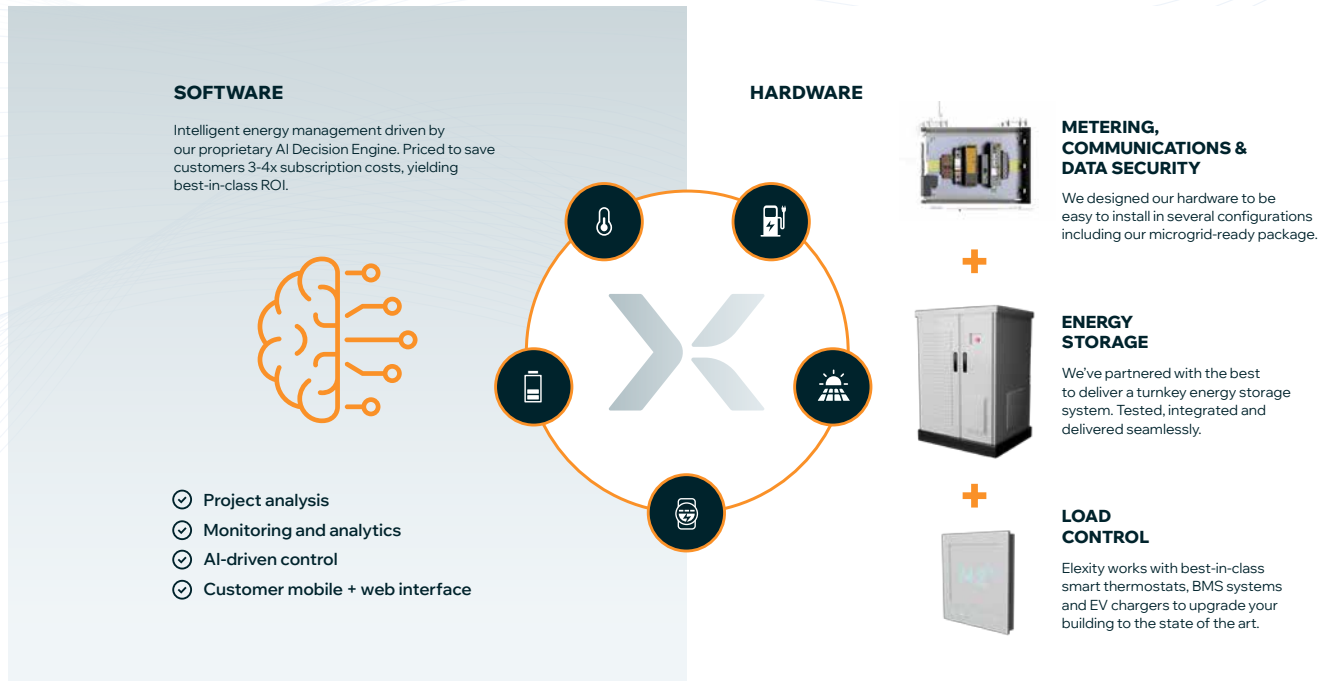 SOFTWARE
Intelligent energy management driven by
our proprietary AI Decision Engine. Priced to save
customers 3-4x subscription costs, yielding
best-in-class ROI.
Project analysis
Monitoring and analytics
AI-driven control
Customer mobile + web interface
HARDWARE
METERING,
COMMUNICATIONS &
DATA SECURITY
We designed our hardware to be
easy to install in several configurations
including our microgrid-ready package.
ENERGY
STORAGE
We've partnered with the best
to deliver a turnkey energy storage
system. Tested, integrated and
delivered seamlessly.
LOAD
CONTROL
Elexity works with best-in-class
smart thermostats, BMS systems
and EV chargers to upgrade your
building to the state of the art.